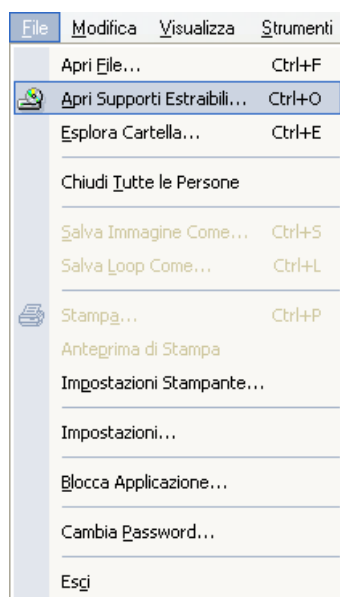 File Modifica Visualizza Strumenti
Apri File... Ctrl+F
Apri Supporti Estraibili... Ctrl+O
Esplora Cartella... Ctrl+E
Chiudi Tutte le Persone
Salva Immagine Come... Ctrl+S
Salva Loop Come... Ctrl+L
Stampa... Ctrl+P
Anteprima di Stampa
Impostazioni Stampante...
Impostazioni...
Blocca Applicazione...
Cambia Password...
Esci